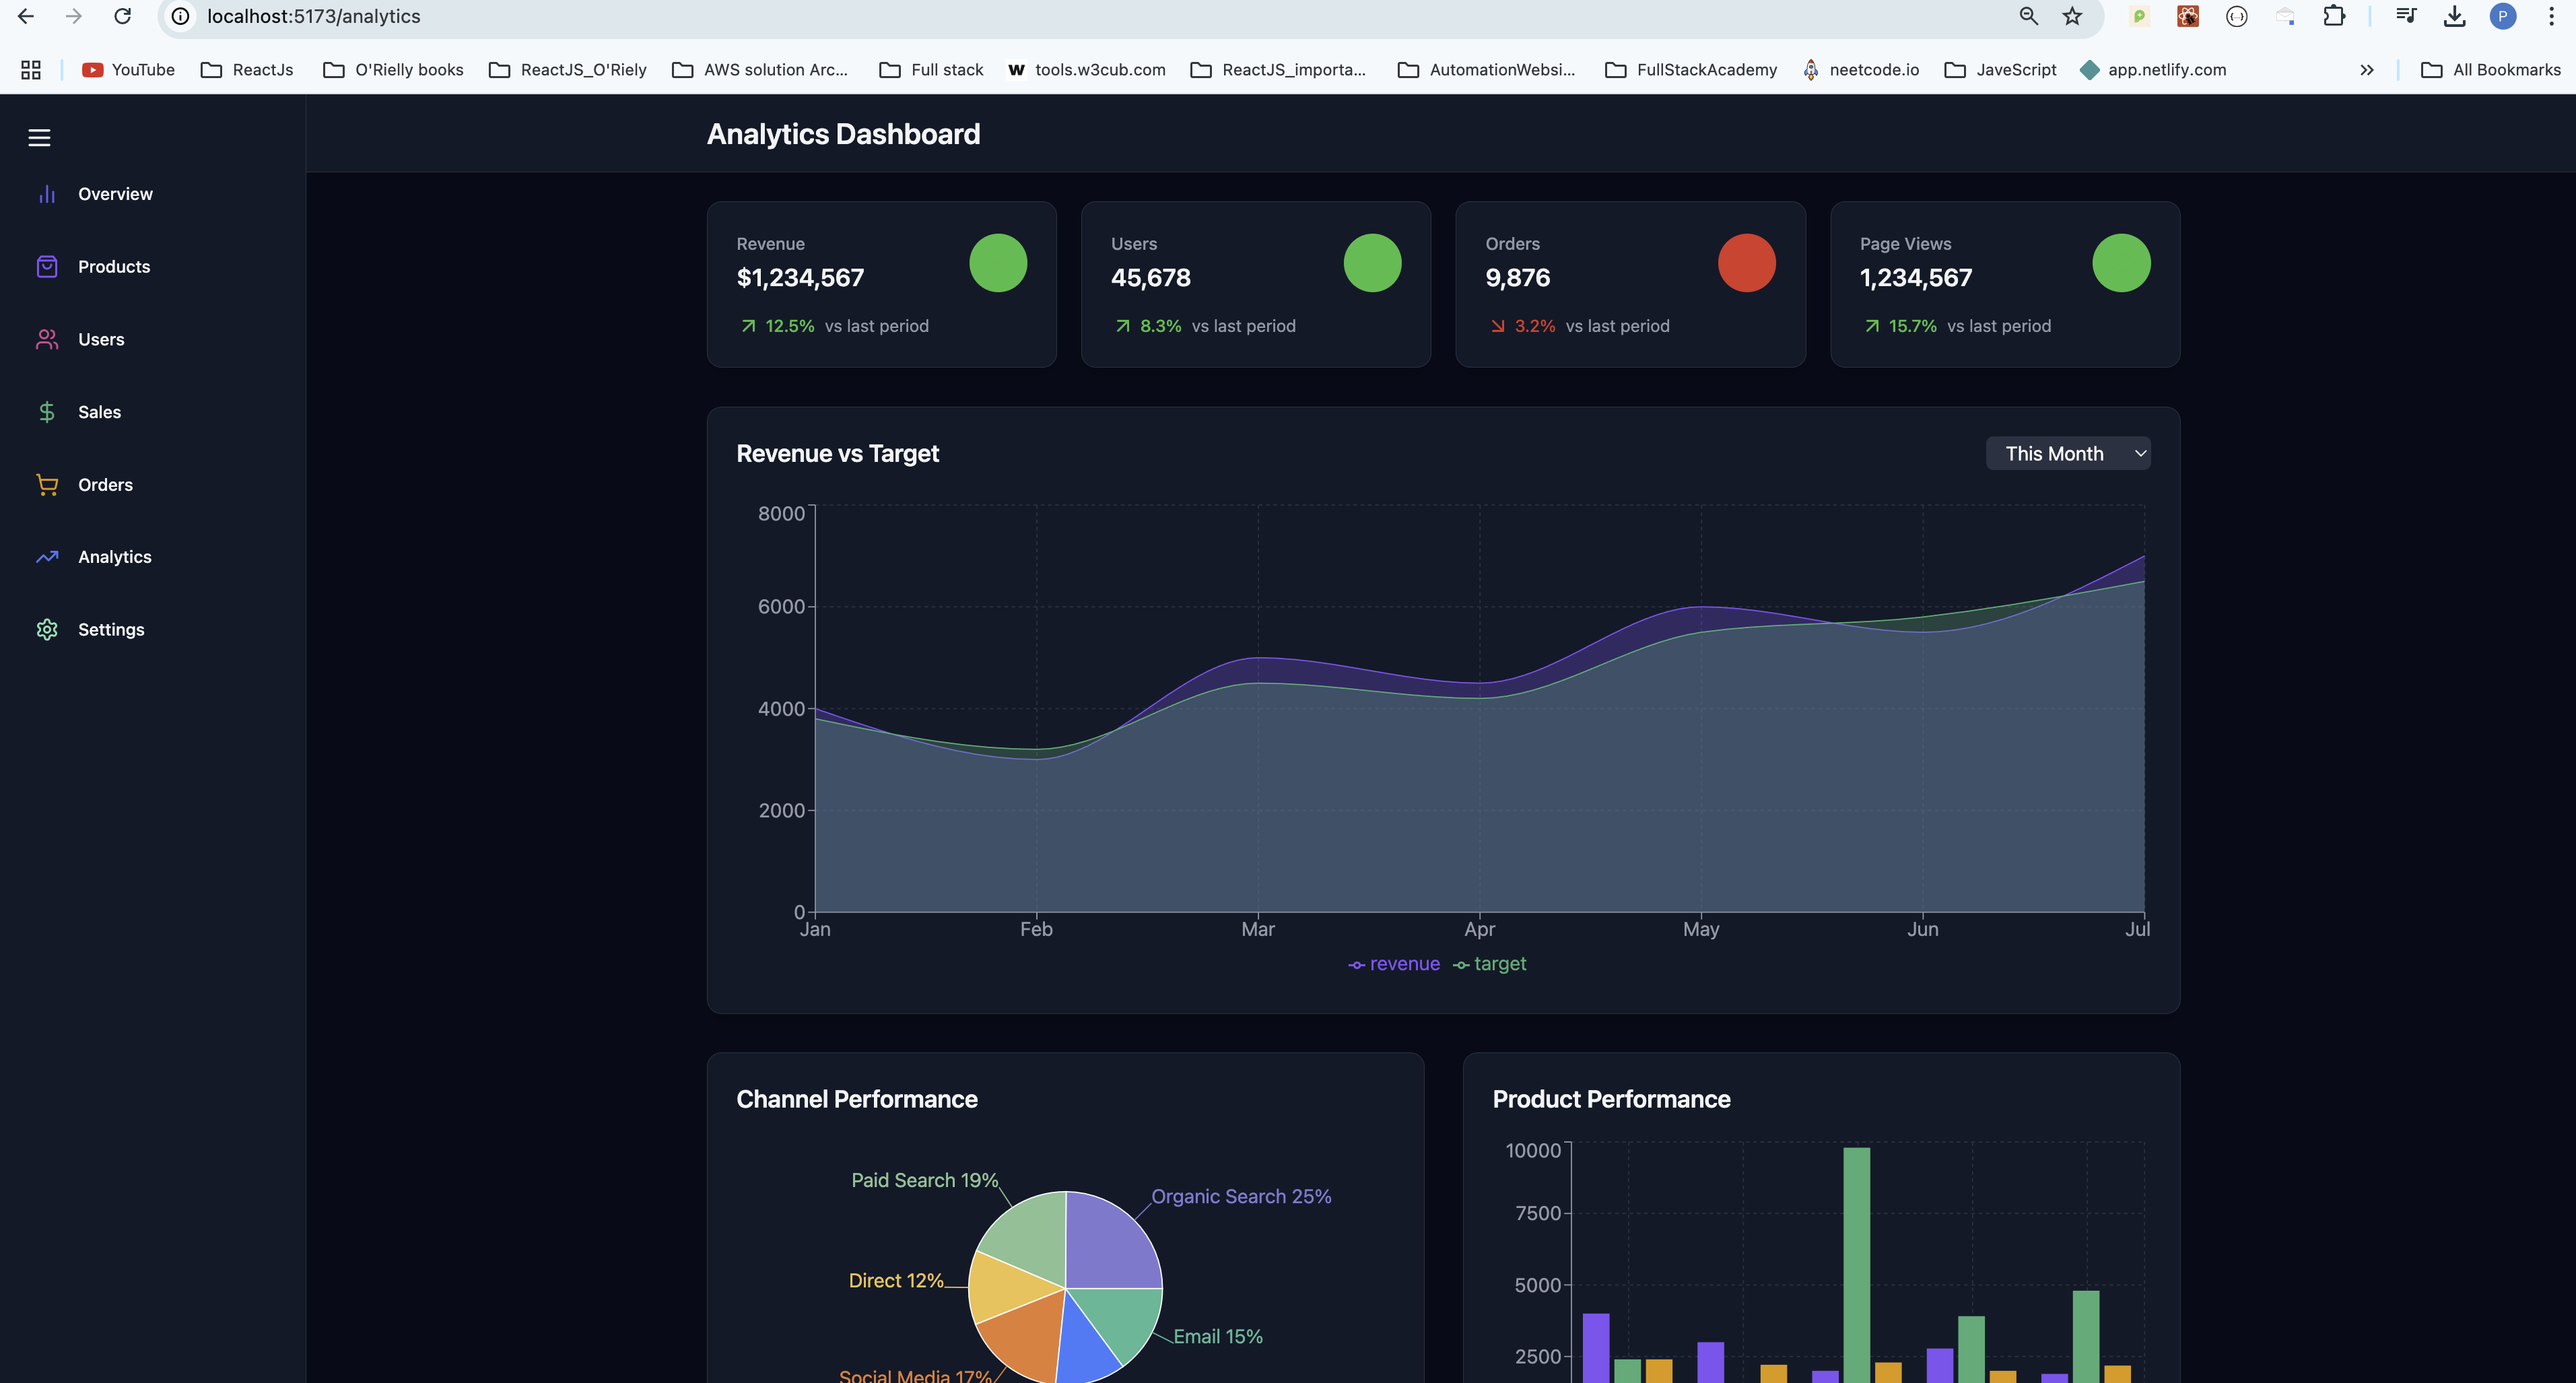 localhost:5173/analytics
P
YouTube
ReactJs
O'Rielly books
ReactJS_O'Riely
AWS solution Arc...
Full stack
W tools.w3cub.com
ReactJS_importa...
AutomationWebsi...
FullStackAcademy
neetcode.io
JaveScript
app.netlify.com
All Bookmarks
Overview
Products
Users
Sales
Orders
Analytics
Settings
Analytics Dashboard
Revenue
$1,234,567
12.5% vs last period
Users
45,678
8.3% vs last period
Orders
9,876
3.2% vs last period
Page Views
1,234,567
15.7% vs last period
Revenue vs Target
This Month
8000
6000
4000
2000
0
Jan Feb Mar Apr May Jun Jul
revenue target
Channel Performance
Paid Search 19%
Organic Search 25%
Direct 12%
Email 15%
Social Media 17%
Product Performance
10000
7500
5000
2500